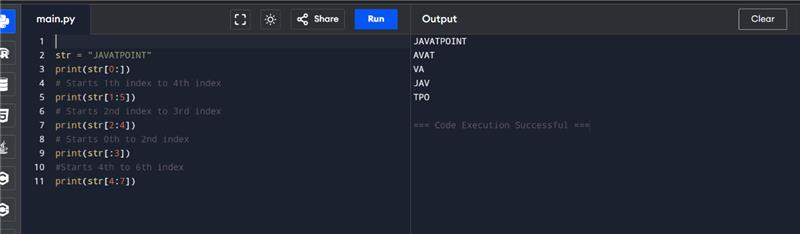 main.py
Share
Run
Output
Clear
1
2 str = "JAVATPOINT"
3 print(str[0:])
4 # Starts 1th index to 4th index
5 print(str[1:5])
6 # Starts 2nd index to 3rd index
7 print(str[2:4])
8 # Starts 0th to 2nd index
9 print(str[:3])
10 #Starts 4th to 6th index
11 print(str[4:7])
JAVATPOINT
AVAT
VA
JAV
TPO
=== Code Execution Successful ===